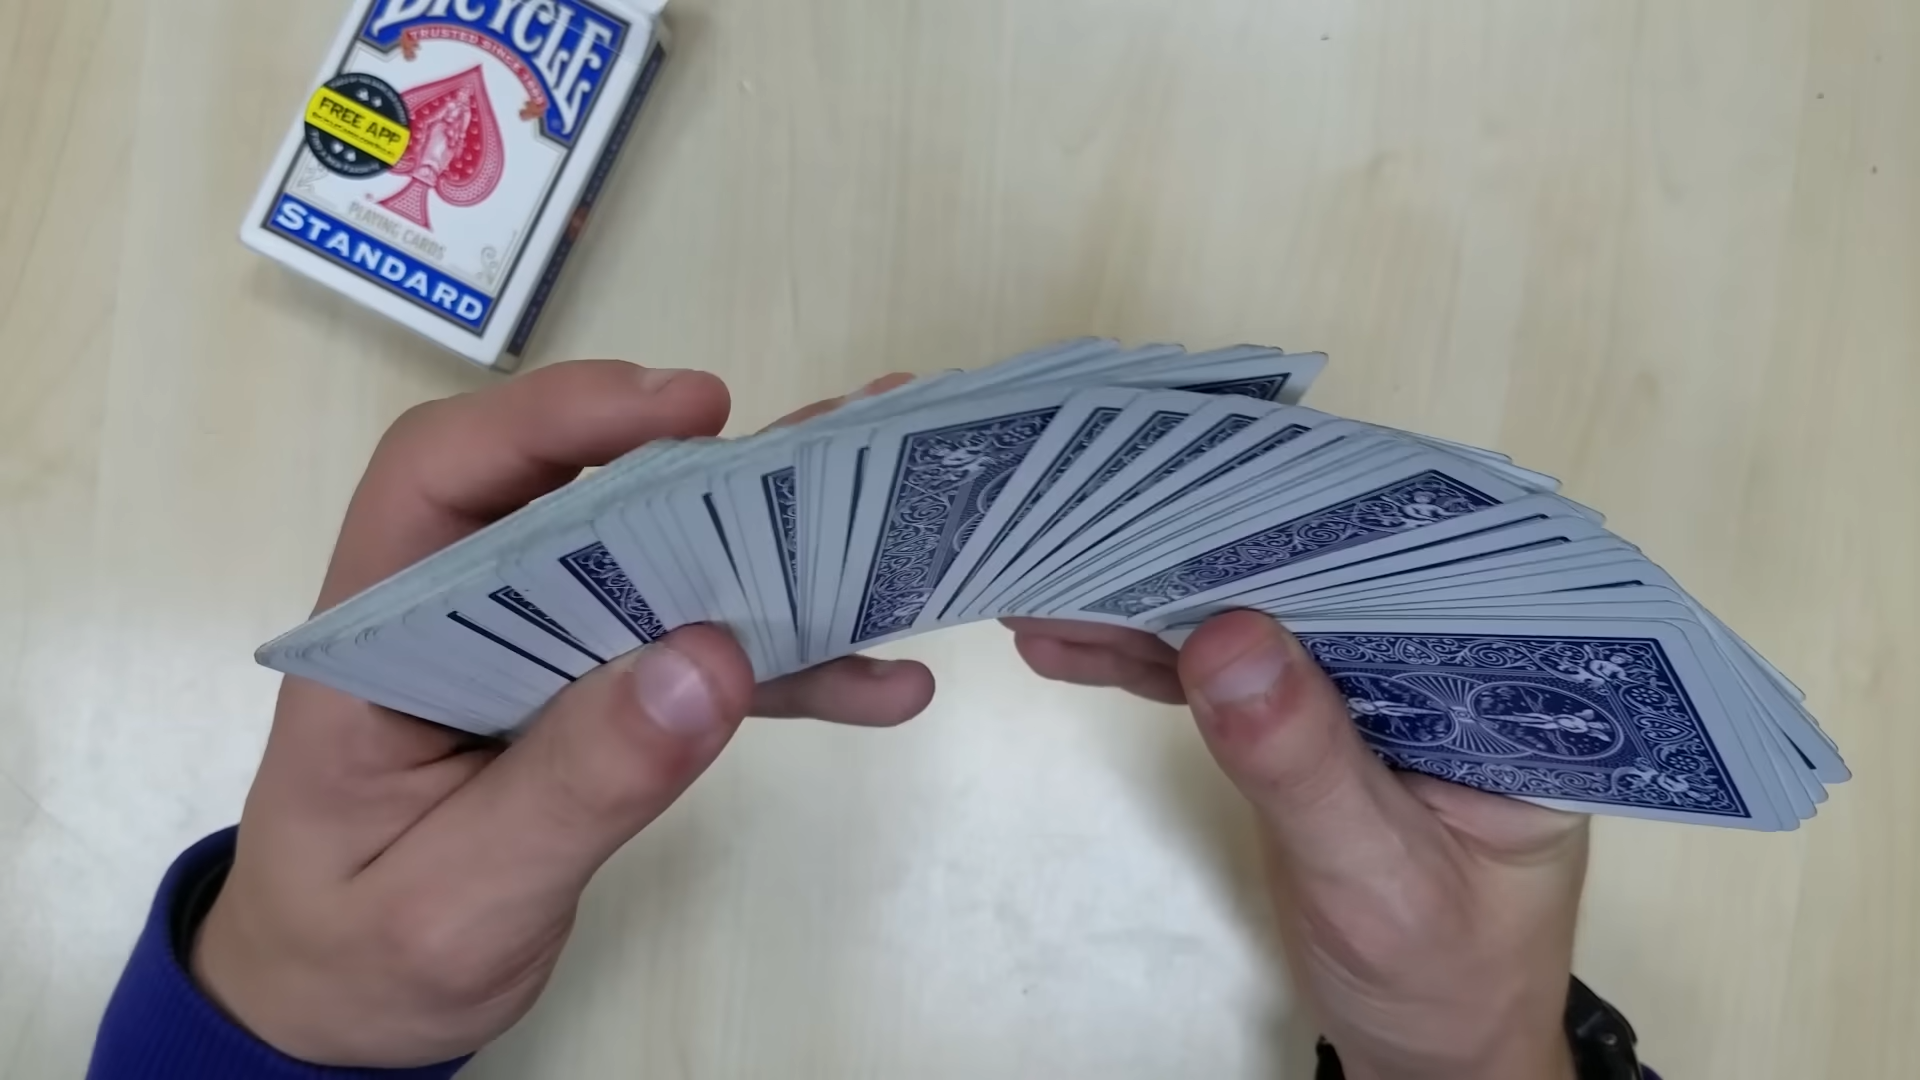 BICYCLE
TRUSTED SINCE
FREE APP
PLAYING CARDS
STANDARD